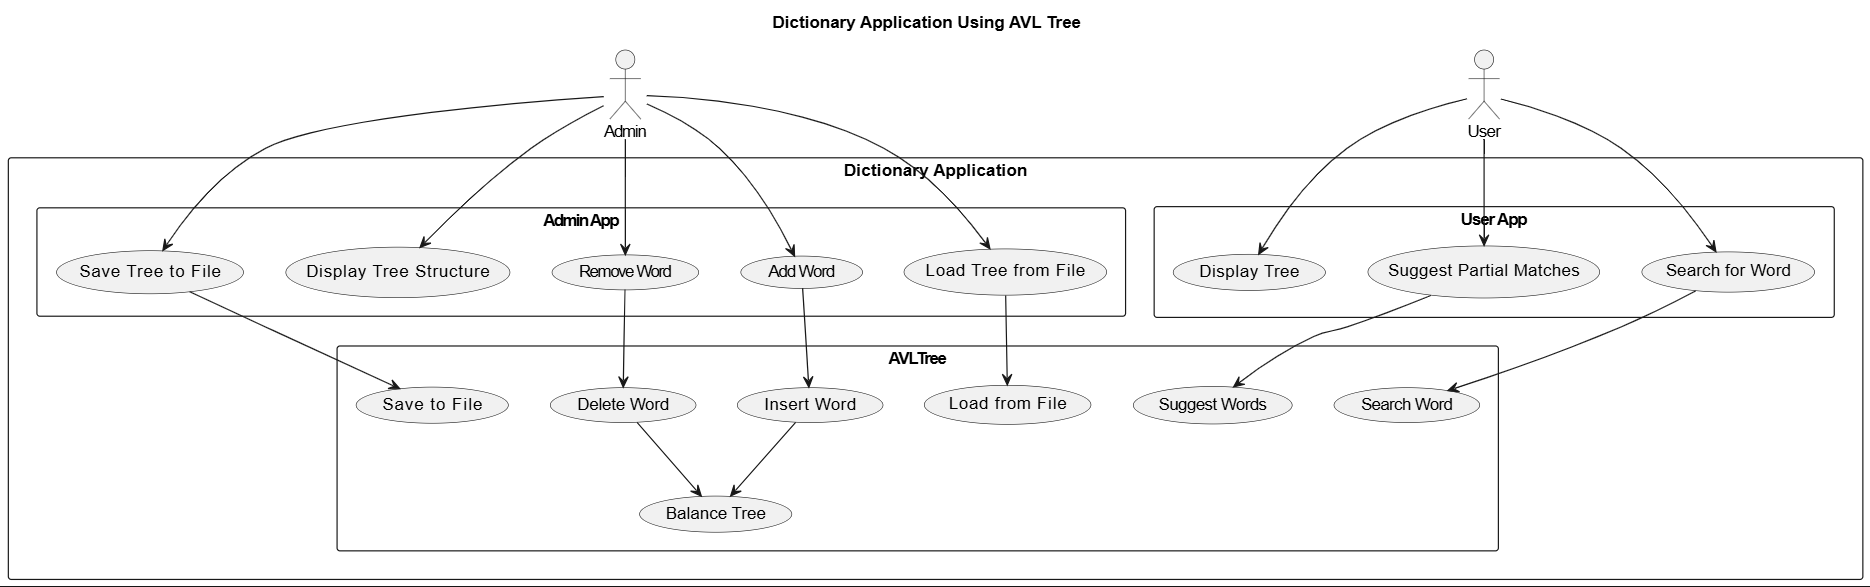 Dictionary Application Using AVL Tree
Admin
User
Dictionary Application
Admin App
User App
Save Tree to File
Display Tree Structure
Remove Word
Add Word
Load Tree from File
Display Tree
Suggest Partial Matches
Search for Word
AVLTree
Save to File
Delete Word
Insert Word
Load from File
Suggest Words
Search Word
Balance Tree